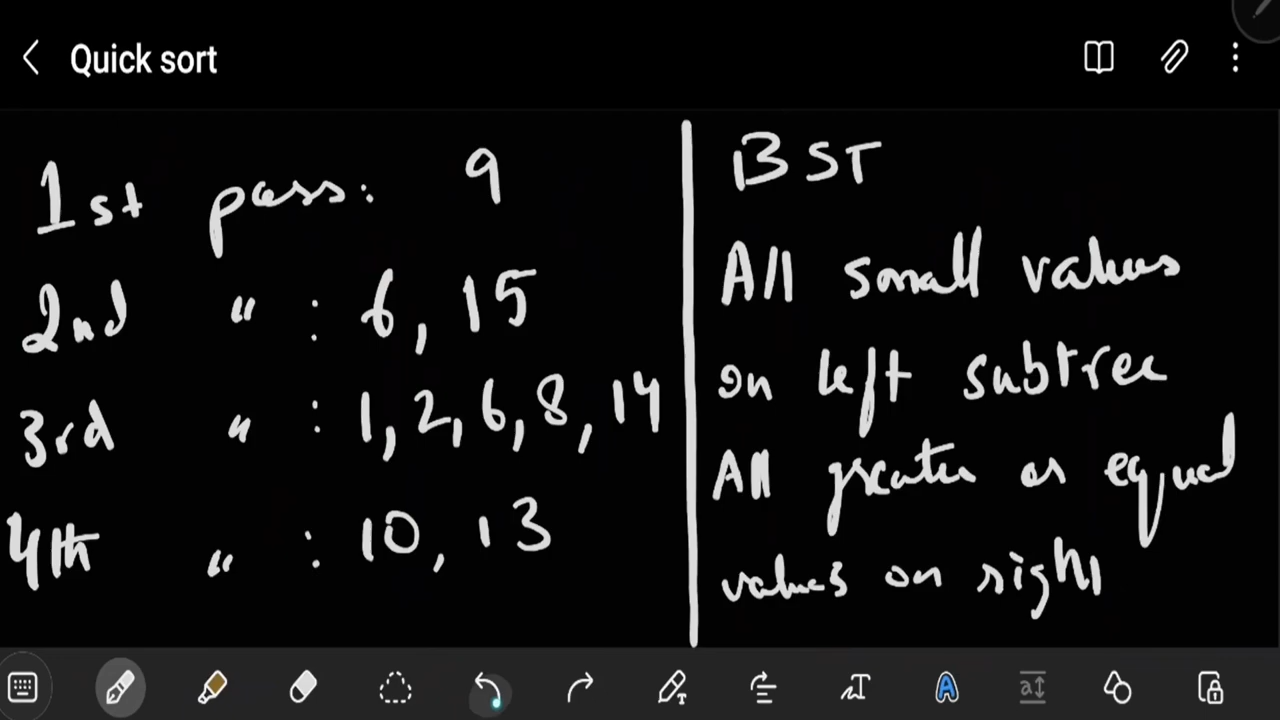 Quick sort
1st pass: 9
2nd " : 6, 15
3rd " : 1, 2, 6, 8, 14
4th " : 10, 13
BST
All small values
on left subtree
All greater or equal
values on right